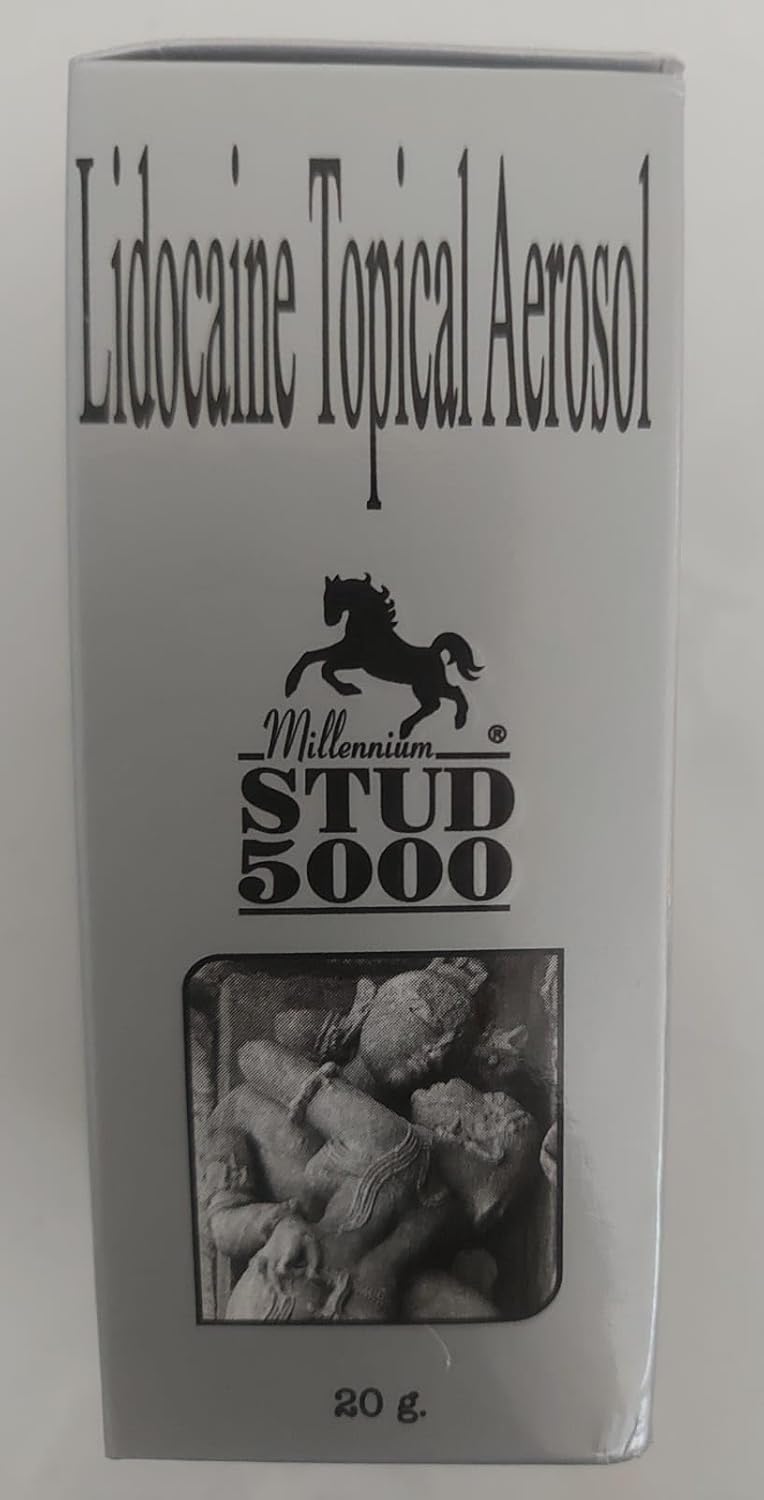 Lidocaine Topical Aerosol
Millennium ®
STUD
5000
20 g.